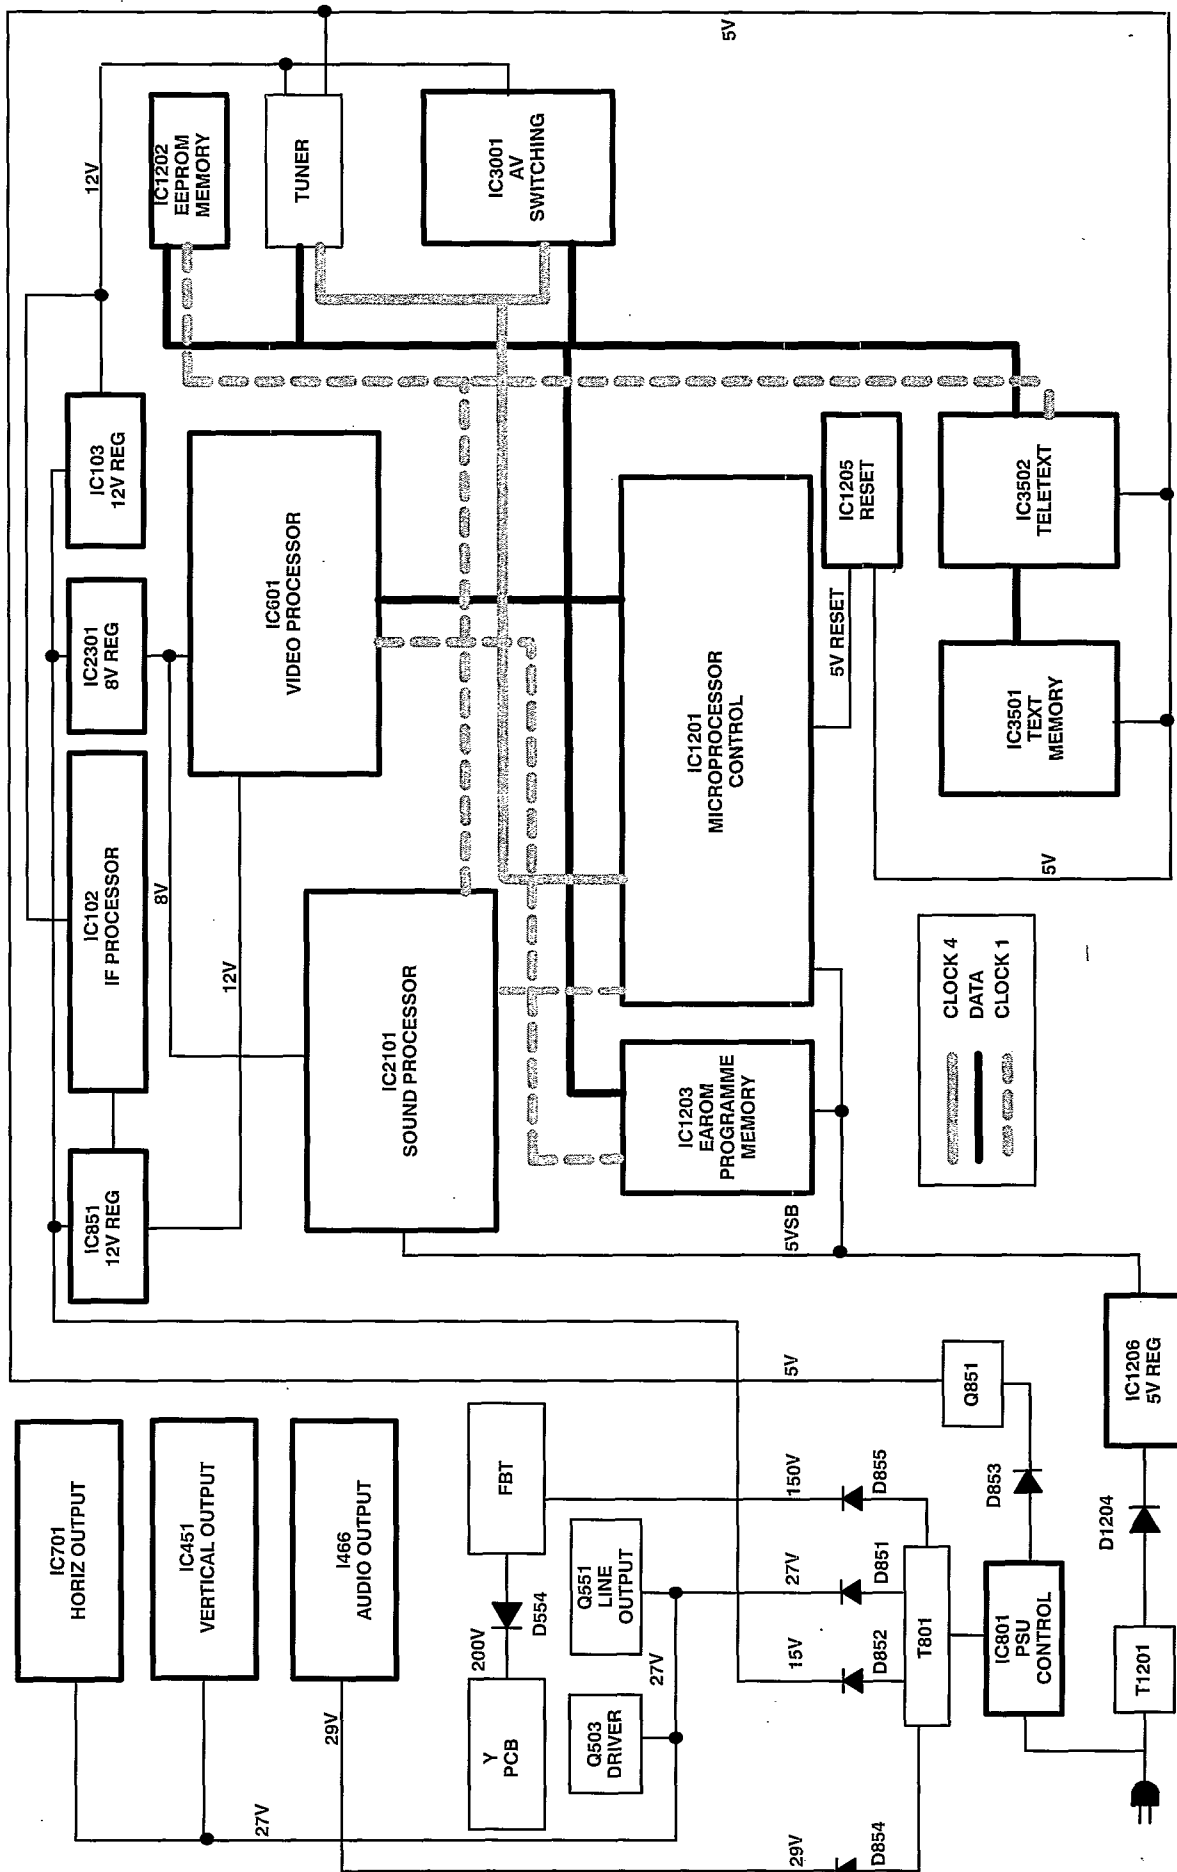 IC701
HORIZ OUTPUT
IC451
VERTICAL OUTPUT
I466
AUDIO OUTPUT
27V
29V
Y
PCB
200V
D554
FBT
Q503
DRIVER
Q551
LINE
OUTPUT
27V
29V
D854
15V
D852
27V
D851
150V
D855
T801
5V
Q851
D853
IC801
PSU
CONTROL
T1201
D1204
IC1206
5V REG
IC851
12V REG
IC102
IF PROCESSOR
IC2301
8V REG
IC103
12V REG
12V
8V
12V
IC2101
SOUND PROCESSOR
IC601
VIDEO PROCESSOR
IC1202
EEPROM
MEMORY
TUNER
IC3001
AV
SWITCHING
5V
5VSB
IC1203
EAROM
PROGRAMME
MEMORY
IC1201
MICROPROCESSOR
CONTROL
5V RESET
IC1205
RESET
IC3501
TEXT
MEMORY
IC3502
TELETEXT
5V
CLOCK 4
DATA
CLOCK 1